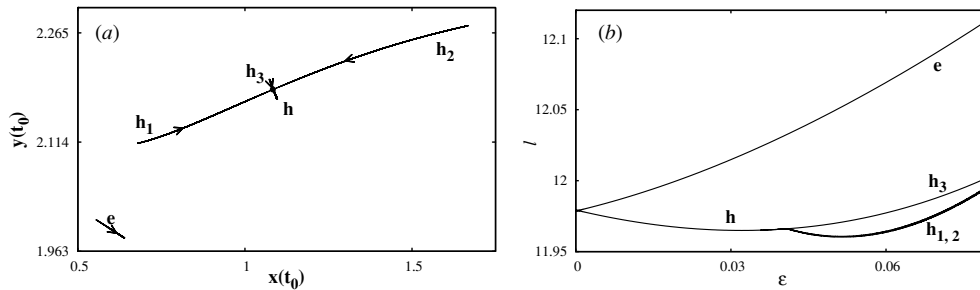 (a)
2.265
2.114
1.963
y(t0)
h2
h3
h
h1
e
0.5
1
1.5
x(t0)
(b)
12.1
12.05
12
11.95
l
e
h3
h
h1, 2
0
0.03
0.06
ε